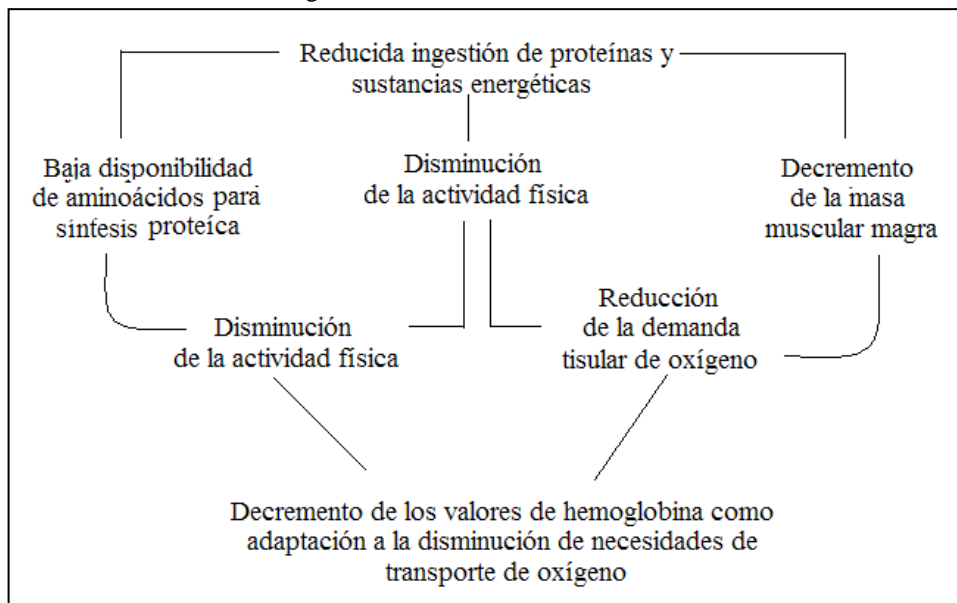 Reducida ingestión de proteínas y
sustancias energéticas
Baja disponibilidad
de aminoácidos para
síntesis proteíca
Disminución
de la actividad física
Decremento
de la masa
muscular magra
Disminución
de la actividad física
Reducción
de la demanda
tisular de oxígeno
Decremento de los valores de hemoglobina como
adaptación a la disminución de necesidades de
transporte de oxígeno